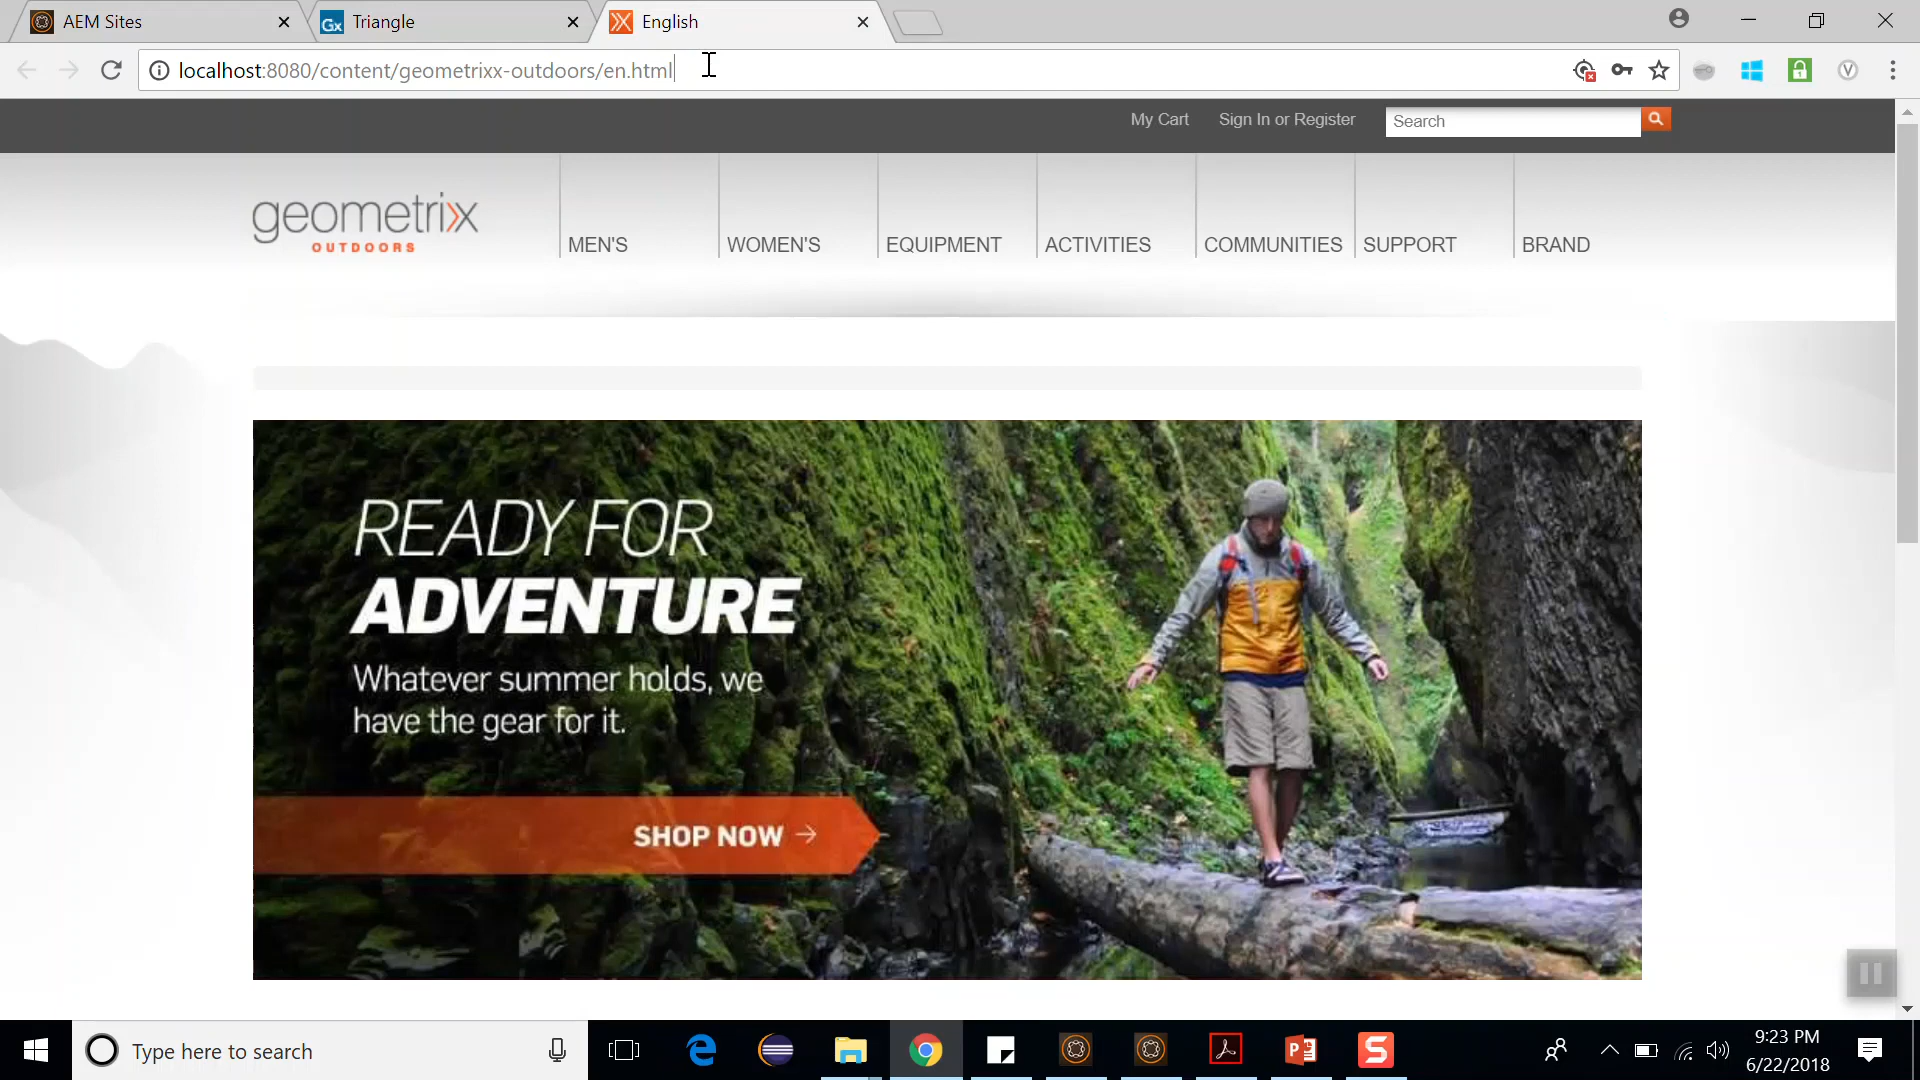 AEM Sites
Triangle
English
localhost:8080/content/geometrixx-outdoors/en.html
My Cart
Sign In or Register
Search
geometrixx
OUTDOORS
MEN'S
WOMEN'S
EQUIPMENT
ACTIVITIES
COMMUNITIES
SUPPORT
BRAND
READY FOR
ADVENTURE
Whatever summer holds, we
have the gear for it.
SHOP NOW
Type here to search
9:23 PM
6/22/2018